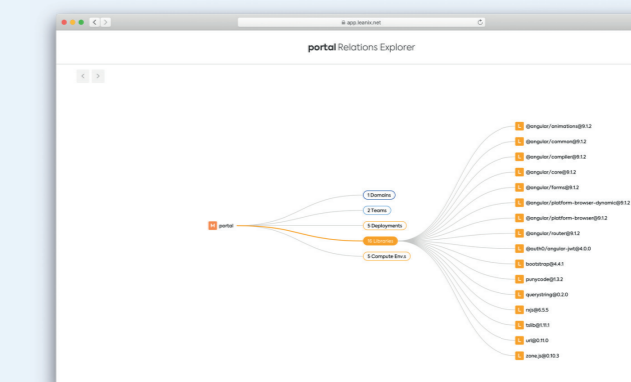 app.leanix.net
portal Relations Explorer
M portal
1 Domains
2 Teams
5 Deployments
16 Libraries
5 Compute Env.s
L @angular/animations@9.1.2
L @angular/common@9.1.2
L @angular/compiler@9.1.2
L @angular/core@9.1.2
L @angular/forms@9.1.2
L @angular/platform-browser-dynamic@9.1.2
L @angular/platform-browser@9.1.2
L @angular/router@9.1.2
L @auth0/angular-jwt@4.0.0
L bootstrap@4.4.1
L punycode@1.3.2
L querystring@0.2.0
L rxjs@6.5.5
L tslib@1.11.1
L url@0.11.0
L zone.js@0.10.3